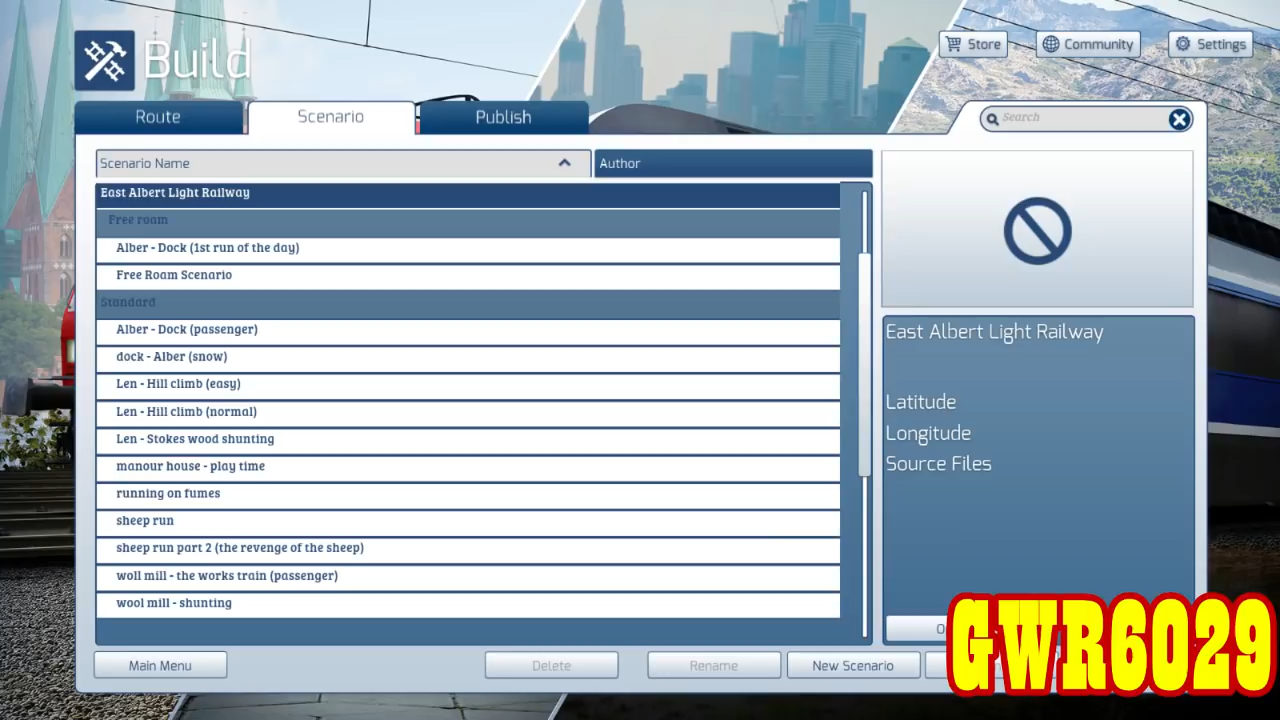 Build
Store
Community
Settings
Route
Scenario
Publish
Search
Scenario Name
Author
East Albert Light Railway
Free roam
Alber - Dock (1st run of the day)
Free Roam Scenario
Standard
Alber - Dock (passenger)
dock - Alber (snow)
Len - Hill climb (easy)
Len - Hill climb (normal)
Len - Stokes wood shunting
manour house - play time
running on fumes
sheep run
sheep run part 2 (the revenge of the sheep)
woll mill - the works train (passenger)
wool mill - shunting
East Albert Light Railway
Latitude
Longitude
Source Files
Main Menu
Delete
Rename
New Scenario
GWR6029